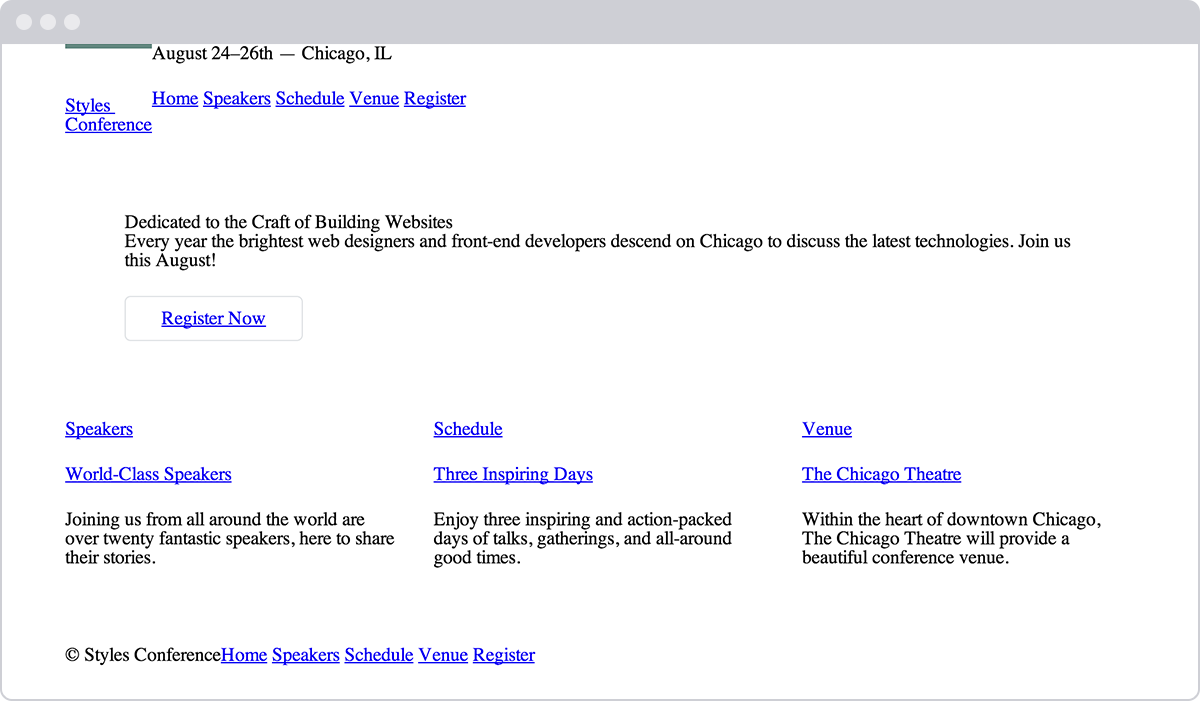 August 24–26th — Chicago, IL
Home Speakers Schedule Venue Register
Styles
Conference
Dedicated to the Craft of Building Websites
Every year the brightest web designers and front-end developers descend on Chicago to discuss the latest technologies. Join us
this August!
Register Now
Speakers
World-Class Speakers
Joining us from all around the world are
over twenty fantastic speakers, here to share
their stories.
Schedule
Three Inspiring Days
Enjoy three inspiring and action-packed
days of talks, gatherings, and all-around
good times.
Venue
The Chicago Theatre
Within the heart of downtown Chicago,
The Chicago Theatre will provide a
beautiful conference venue.
© Styles ConferenceHome Speakers Schedule Venue Register